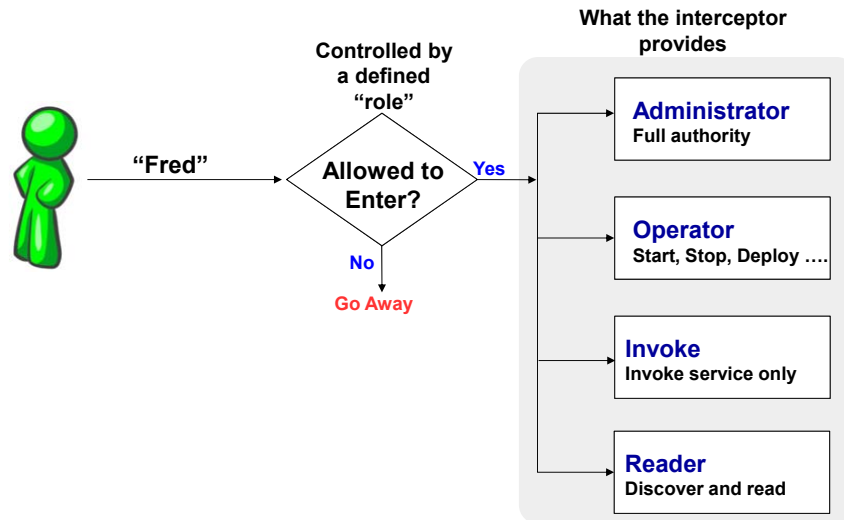 What the interceptor
provides
Controlled by
a defined
“role”
“Fred”
Allowed to
Enter?
Yes
No
Go Away
Administrator
Full authority
Operator
Start, Stop, Deploy ….
Invoke
Invoke service only
Reader
Discover and read